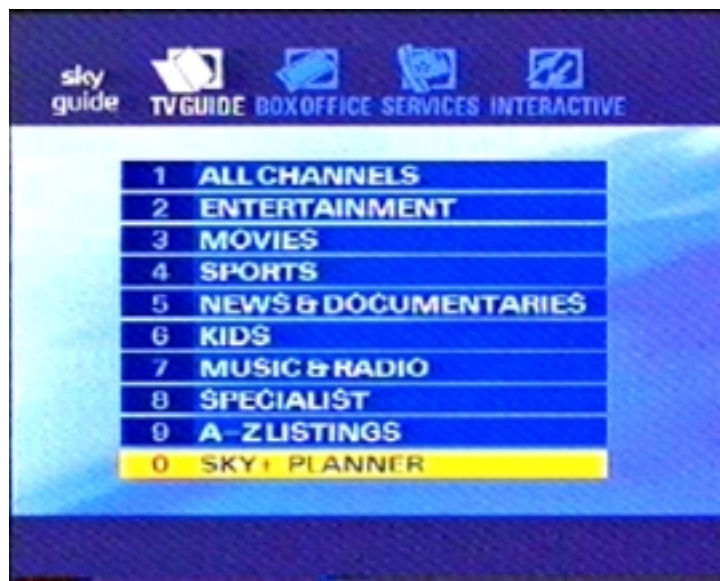 sky
guide
TV GUIDE BOX OFFICE SERVICES INTERACTIVE
1 ALL CHANNELS
2 ENTERTAINMENT
3 MOVIES
4 SPORTS
5 NEWS & DOCUMENTARIES
6 KIDS
7 MUSIC & RADIO
8 SPECIALIST
9 A-Z LISTINGS
0 SKY+ PLANNER